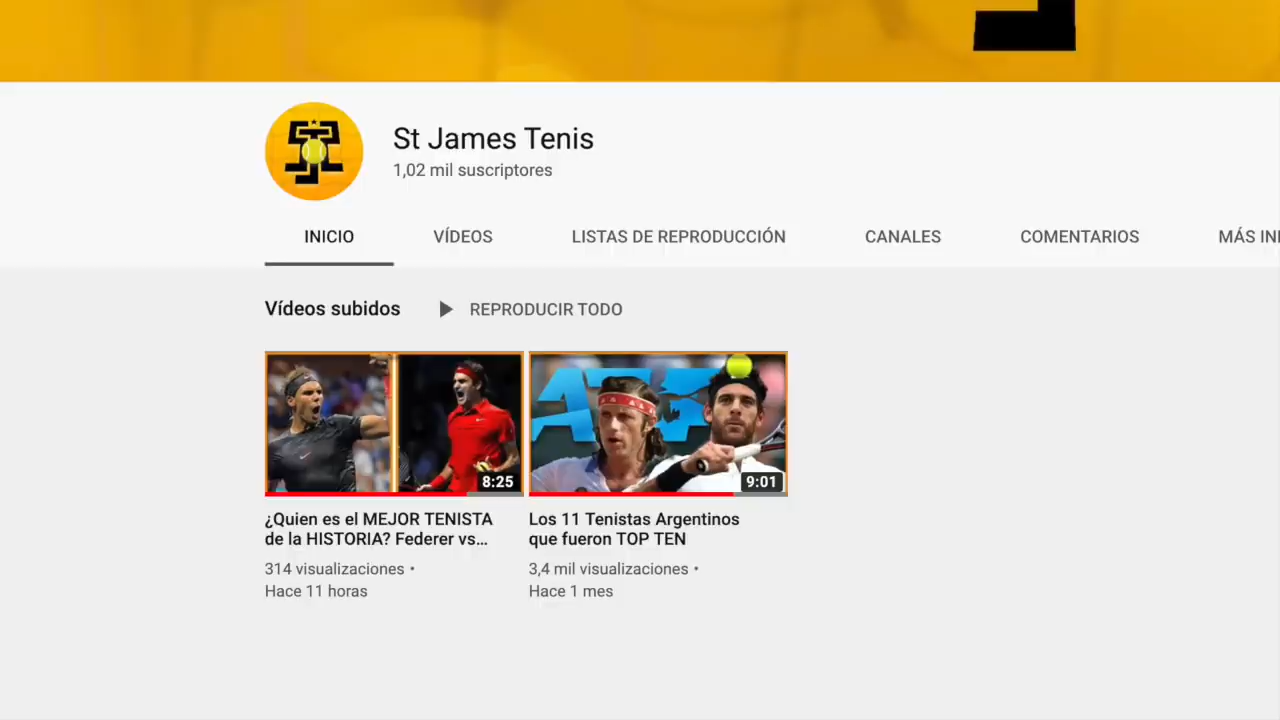 St James Tenis
1,02 mil suscriptores
INICIO
VÍDEOS
LISTAS DE REPRODUCCIÓN
CANALES
COMENTARIOS
MÁS
Vídeos subidos
REPRODUCIR TODO
8:25
¿Quien es el MEJOR TENISTA
de la HISTORIA? Federer vs...
314 visualizaciones •
Hace 11 horas
ATP
9:01
Los 11 Tenistas Argentinos
que fueron TOP TEN
3,4 mil visualizaciones •
Hace 1 mes